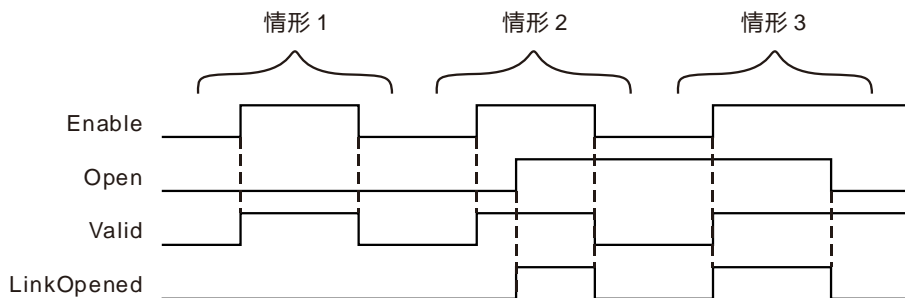 情形 1 情形 2 情形 3
Enable
Open
Valid
LinkOpened